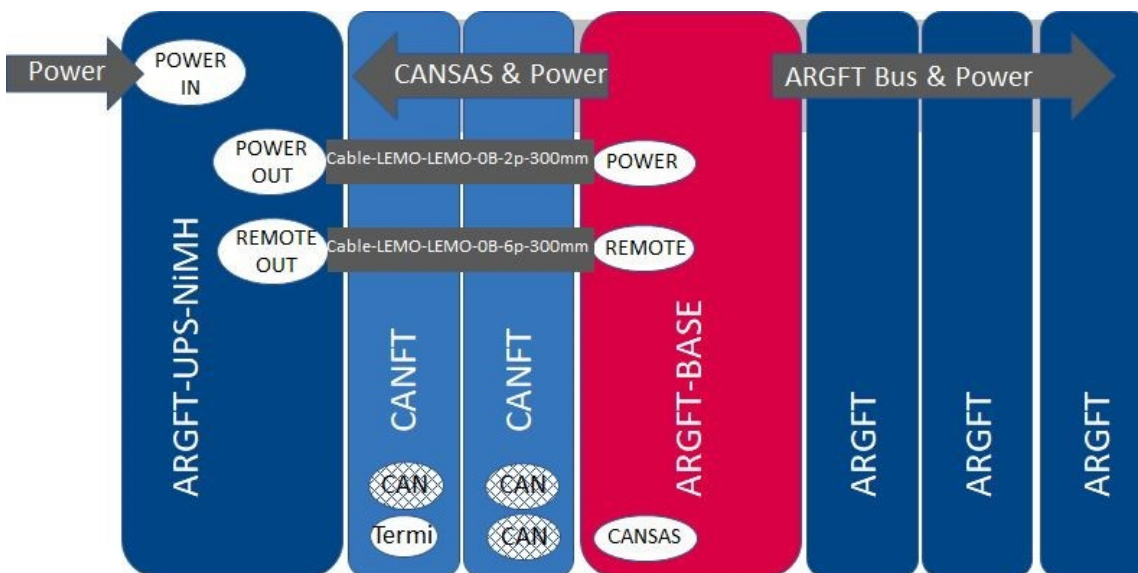 Power
POWER
IN
CANSAS & Power
ARGFT Bus & Power
POWER
OUT
Cable-LEMO-LEMO-0B-2p-300mm
POWER
REMOTE
OUT
Cable-LEMO-LEMO-0B-6p-300mm
REMOTE
ARGFT-UPS-NiMH
CANFT
CANFT
ARGFT-BASE
ARGFT
ARGFT
ARGFT
CAN
CAN
Termi
CAN
CANSAS